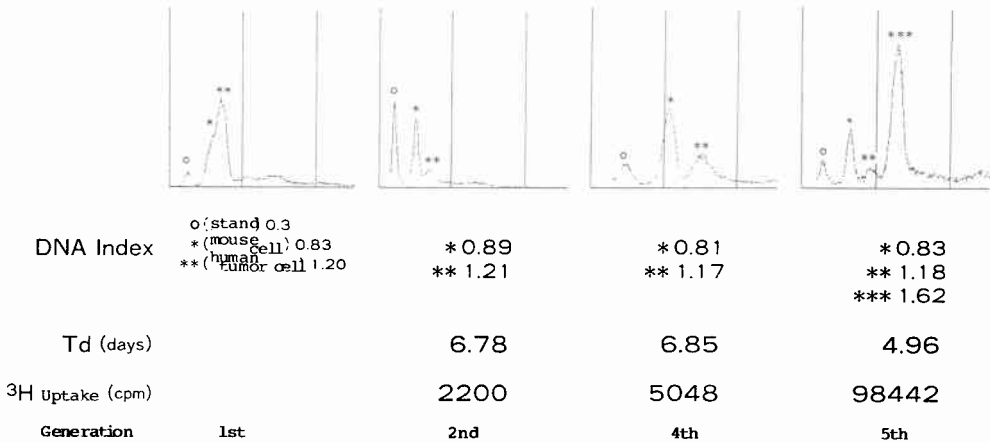 ** *** 
* * * *
o o ** ** o **
o
DNA Index
o (stand) 0.3
* (mouse cell) 0.83
** (human tumor cell) 1.20
* 0.89 * 0.81 * 0.83
** 1.21 ** 1.17 ** 1.18
*** 1.62
Td (days) 6.78 6.85 4.96
³H Uptake (cpm) 2200 5048 98442
Generation 1st 2nd 4th 5th